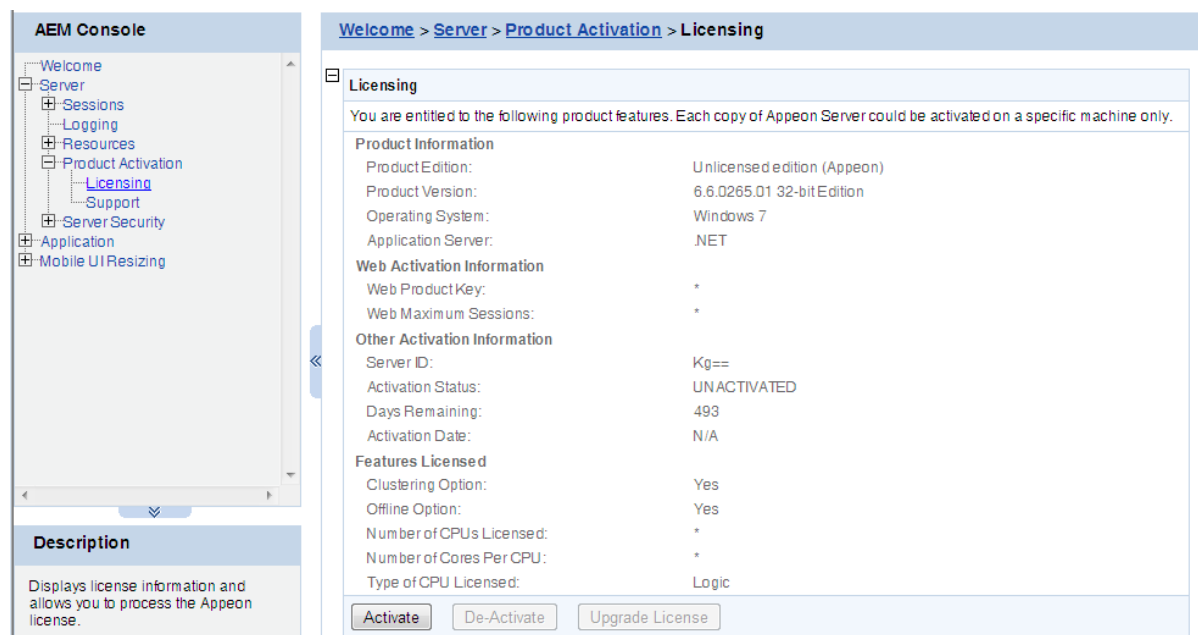 AEM Console
Welcome
Server
Sessions
Logging
Resources
Product Activation
Licensing
Support
Server Security
Application
Mobile UI Resizing
Description
Displays license information and
allows you to process the Appeon
license.
Welcome > Server > Product Activation > Licensing
Licensing
You are entitled to the following product features. Each copy of Appeon Server could be activated on a specific machine only.
Product Information
Product Edition: Unlicensed edition (Appeon)
Product Version: 6.6.0265.01 32-bit Edition
Operating System: Windows 7
Application Server: .NET
Web Activation Information
Web Product Key: *
Web Maximum Sessions: *
Other Activation Information
Server ID: Kg==
Activation Status: UNACTIVATED
Days Remaining: 493
Activation Date: N/A
Features Licensed
Clustering Option: Yes
Offline Option: Yes
Number of CPUs Licensed: *
Number of Cores Per CPU: *
Type of CPU Licensed: Logic
Activate De-Activate Upgrade License